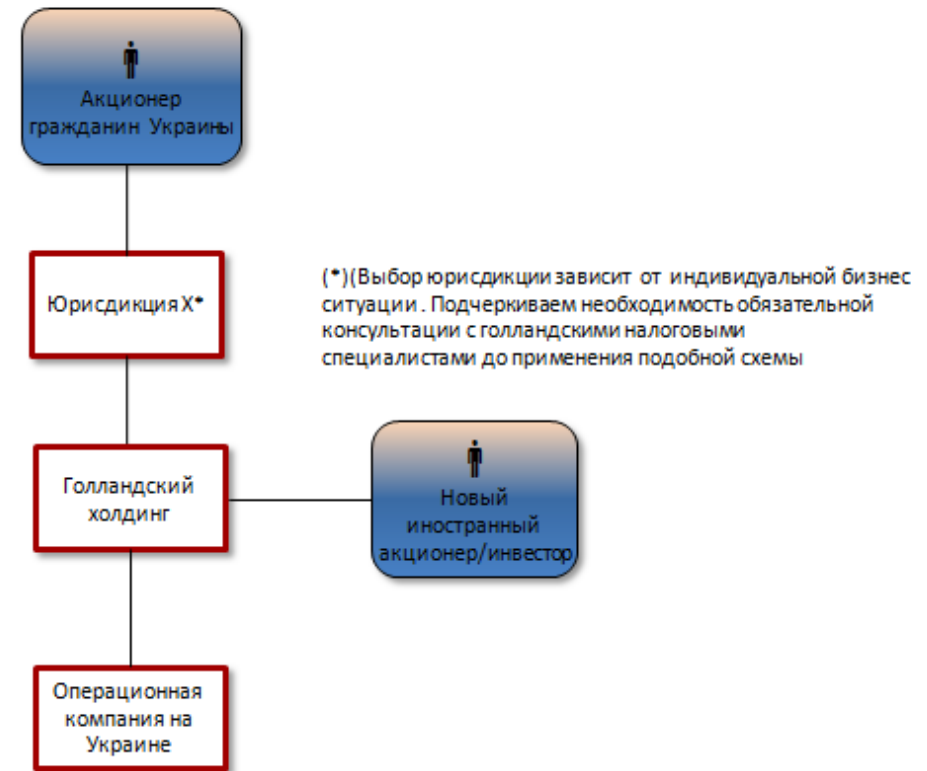 Акционер
гражданин Украины
Юрисдикция Х*
(*)(Выбор юрисдикции зависит от индивидуальной бизнес
ситуации . Подчеркиваем необходимость обязательной
консультации с голландскими налоговыми
специалистами до применения подобной схемы
Голландский
холдинг
Новый
иностранный
акционер/инвестор
Операционная
компания на
Украине